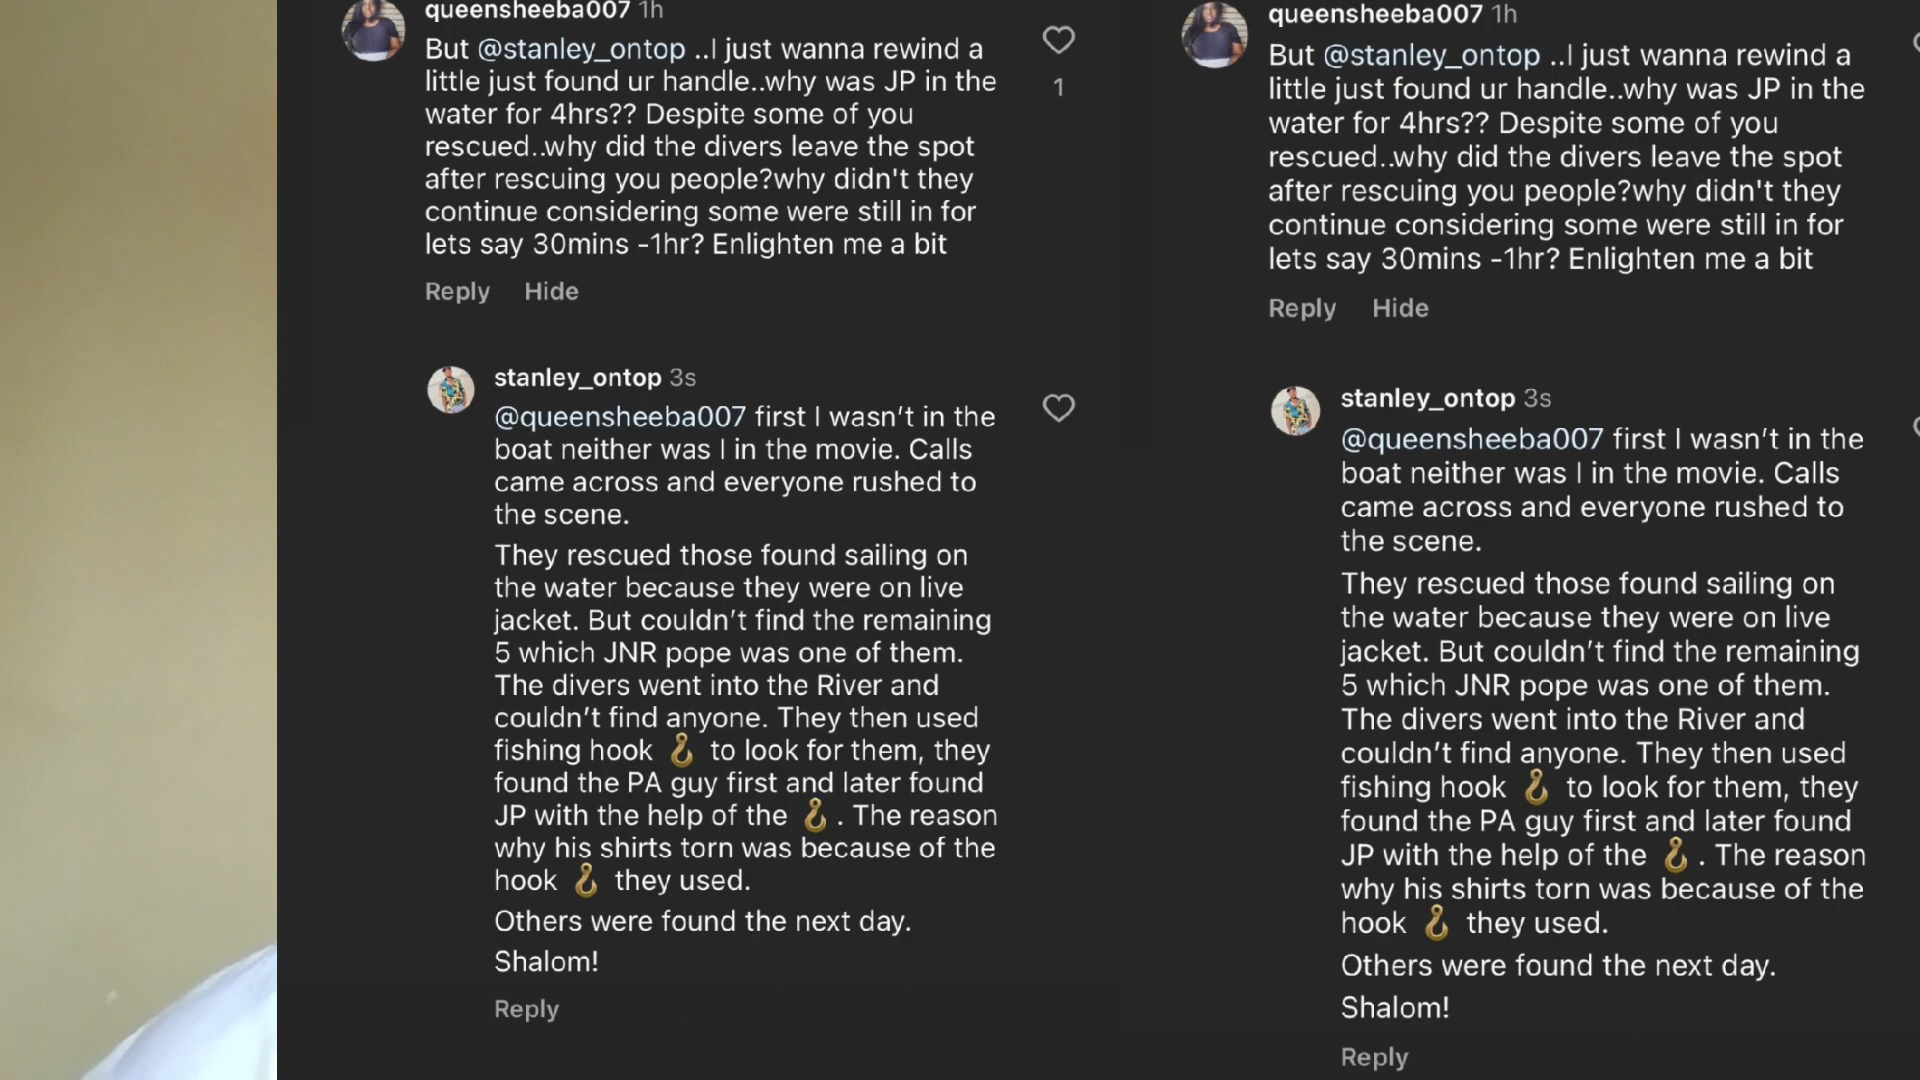 queensheeba007 1h
But @stanley_ontop ..I just wanna rewind a
little just found ur handle..why was JP in the
water for 4hrs?? Despite some of you
rescued..why did the divers leave the spot
after rescuing you people?why didn't they
continue considering some were still in for
lets say 30mins -1hr? Enlighten me a bit
1
Reply Hide
stanley_ontop 3s
@queensheeba007 first I wasn't in the
boat neither was I in the movie. Calls
came across and everyone rushed to
the scene.
They rescued those found sailing on
the water because they were on live
jacket. But couldn't find the remaining
5 which JNR pope was one of them.
The divers went into the River and
couldn't find anyone. They then used
fishing hook 🪝 to look for them, they
found the PA guy first and later found
JP with the help of the 🪝 . The reason
why his shirts torn was because of the
hook 🪝 they used.
Others were found the next day.
Shalom!
Reply
queensheeba007 1h
But @stanley_ontop ..I just wanna rewind a
little just found ur handle..why was JP in the
water for 4hrs?? Despite some of you
rescued..why did the divers leave the spot
after rescuing you people?why didn't they
continue considering some were still in for
lets say 30mins -1hr? Enlighten me a bit
Reply Hide
stanley_ontop 3s
@queensheeba007 first I wasn't in the
boat neither was I in the movie. Calls
came across and everyone rushed to
the scene.
They rescued those found sailing on
the water because they were on live
jacket. But couldn't find the remaining
5 which JNR pope was one of them.
The divers went into the River and
couldn't find anyone. They then used
fishing hook 🪝 to look for them, they
found the PA guy first and later found
JP with the help of the 🪝 . The reason
why his shirts torn was because of the
hook 🪝 they used.
Others were found the next day.
Shalom!
Reply